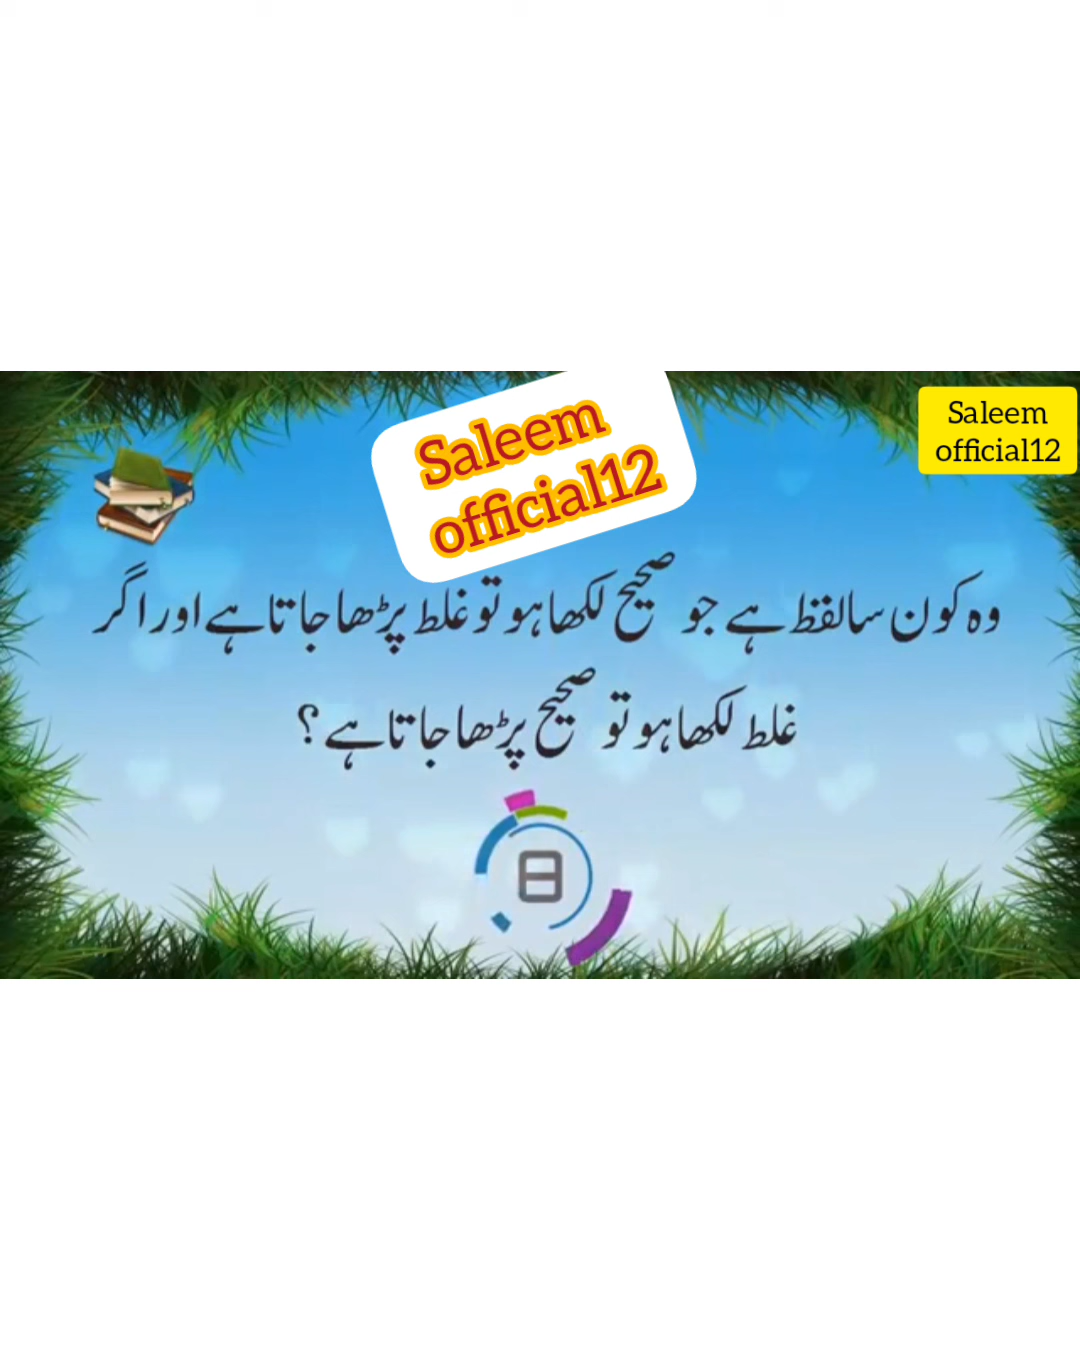 Saleem
official12
Saleem
official12
وہ کون سا لفظ ہے جو صحیح لکھا ہو تو غلط پڑھا جاتا ہے اور اگر
غلط لکھا ہو تو صحیح پڑھا جاتا ہے ؟